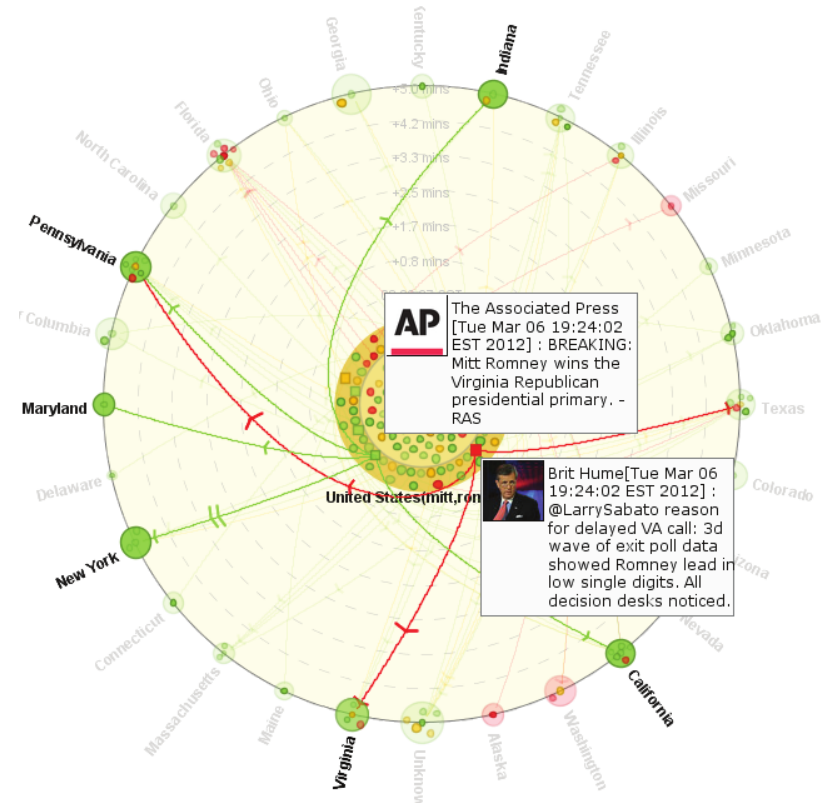 Kentucky
Indiana
Georgia
Tennessee
Ohio
Illinois
Florida
Missouri
North Carolina
Minnesota
Pennsylvania
Oklahoma
Columbia
Texas
Maryland
Colorado
Delaware
New York
Nevada
Connecticut
California
Massachusetts
Washington
Maine
Alaska
Virginia
+5.0 mins
+4.2 mins
+3.3 mins
+2.5 mins
+1.7 mins
+0.8 mins
AP
The Associated Press
[Tue Mar 06 19:24:02
EST 2012] : BREAKING:
Mitt Romney wins the
Virginia Republican
presidential primary. -
RAS
United States(mitt,ron
Brit Hume[Tue Mar 06
19:24:02 EST 2012] :
@LarrySabato reason
for delayed VA call: 3d
wave of exit poll data
showed Romney lead in
low single digits. All
decision desks noticed.